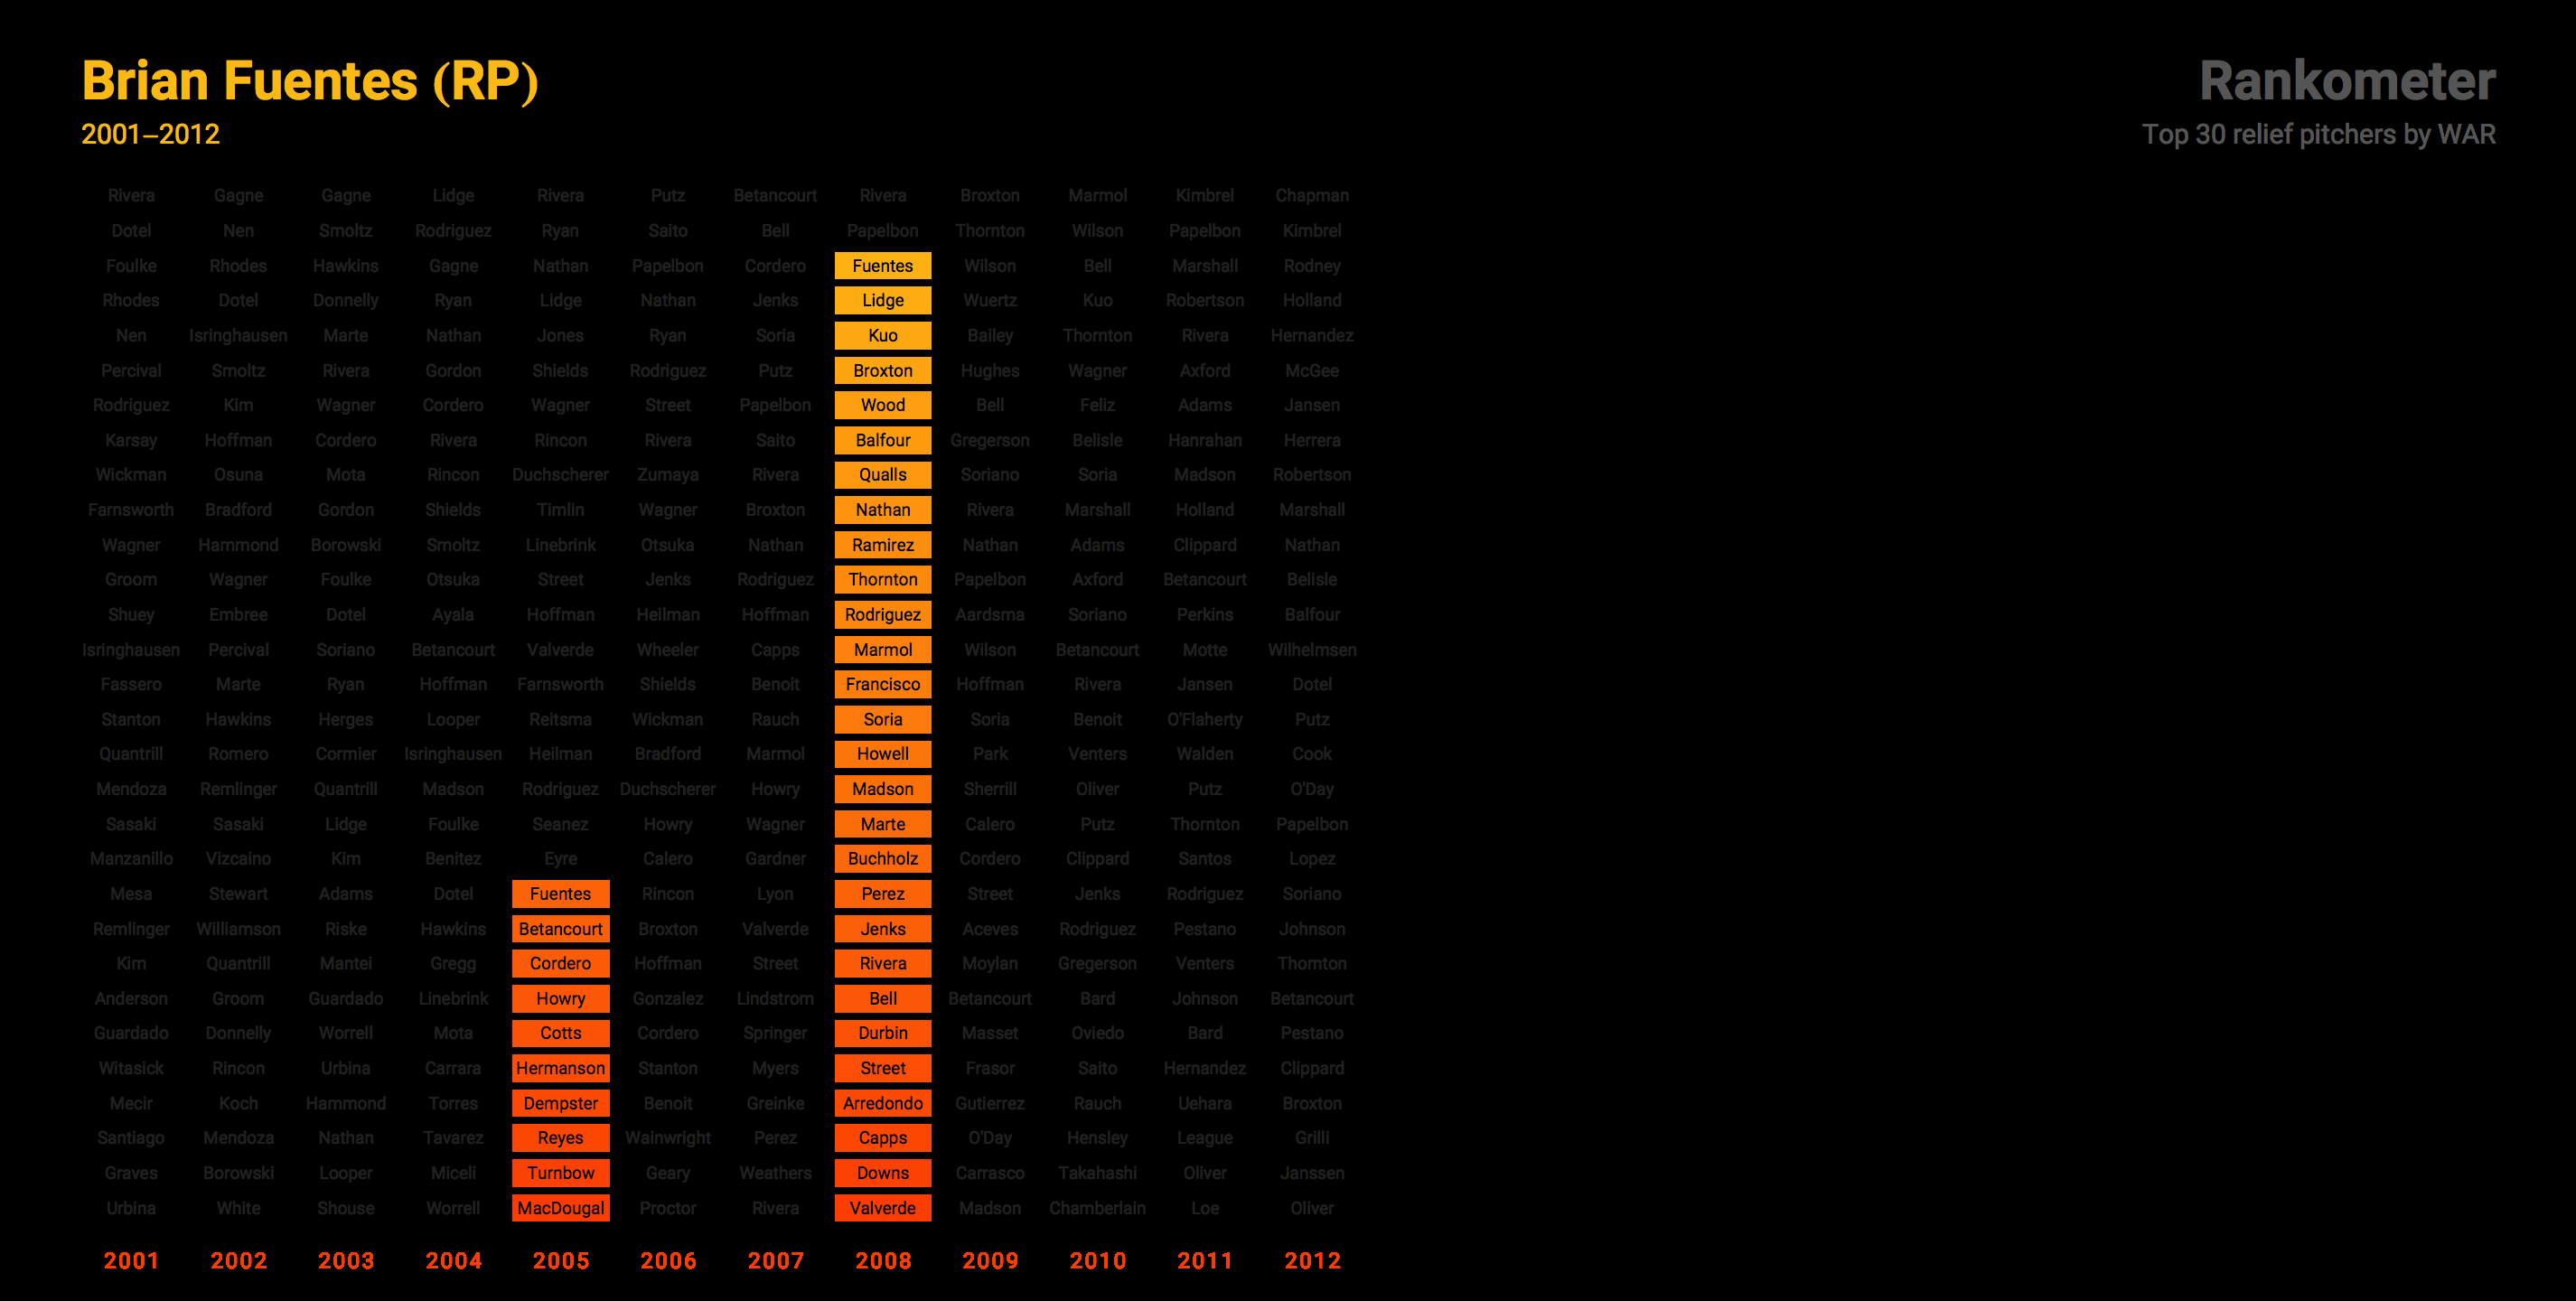 Brian Fuentes (RP)
2001–2012
Rankometer
Top 30 relief pitchers by WAR
Rivera Gagne Gagne Lidge Rivera Putz Betancourt Rivera Broxton Marmol Kimbrel Chapman
Dotel Nen Smoltz Rodriguez Ryan Saito Bell Papelbon Thornton Wilson Papelbon Kimbrel
Foulke Rhodes Hawkins Gagne Nathan Papelbon Cordero Fuentes Wilson Bell Marshall Rodney
Rhodes Dotel Donnelly Ryan Lidge Nathan Jenks Lidge Wuertz Kuo Robertson Holland
Nen Isringhausen Marte Nathan Jones Ryan Soria Kuo Bailey Thornton Rivera Hernandez
Percival Smoltz Rivera Gordon Shields Rodriguez Putz Broxton Hughes Wagner Axford McGee
Rodriguez Kim Wagner Cordero Wagner Street Papelbon Wood Bell Feliz Adams Jansen
Karsay Hoffman Cordero Rivera Rincon Rivera Saito Balfour Gregerson Belisle Hanrahan Herrera
Wickman Osuna Mota Rincon Duchscherer Zumaya Rivera Qualls Soriano Soria Madson Robertson
Farnsworth Bradford Gordon Shields Timlin Wagner Broxton Nathan Rivera Marshall Holland Marshall
Wagner Hammond Borowski Smoltz Linebrink Otsuka Nathan Ramirez Nathan Adams Clippard Nathan
Groom Wagner Foulke Otsuka Street Jenks Rodriguez Thornton Papelbon Axford Betancourt Belisle
Shuey Embree Dotel Ayala Hoffman Heilman Hoffman Rodriguez Aardsma Soriano Perkins Balfour
Isringhausen Percival Soriano Betancourt Valverde Wheeler Capps Marmol Wilson Betancourt Motte Wilhelmsen
Fassero Marte Ryan Hoffman Farnsworth Shields Benoit Francisco Hoffman Rivera Jansen Dotel
Stanton Hawkins Herges Looper Reitsma Wickman Rauch Soria Soria Benoit O'Flaherty Putz
Quantrill Romero Cormier Isringhausen Heilman Bradford Marmol Howell Park Venters Walden Cook
Mendoza Remlinger Quantrill Madson Rodriguez Duchscherer Howry Madson Sherrill Oliver Putz O'Day
Sasaki Sasaki Lidge Foulke Seanez Howry Wagner Marte Calero Putz Thornton Papelbon
Manzanillo Vizcaino Kim Benitez Eyre Calero Gardner Buchholz Cordero Clippard Santos Lopez
Mesa Stewart Adams Dotel Fuentes Rincon Lyon Perez Street Jenks Rodriguez Soriano
Remlinger Williamson Riske Hawkins Betancourt Broxton Valverde Jenks Aceves Rodriguez Pestano Johnson
Kim Quantrill Mantei Gregg Cordero Hoffman Street Rivera Moylan Gregerson Venters Thornton
Anderson Groom Guardado Linebrink Howry Gonzalez Lindstrom Bell Betancourt Bard Johnson Betancourt
Guardado Donnelly Worrell Mota Cotts Cordero Springer Durbin Masset Oviedo Bard Pestano
Witasick Rincon Urbina Carrara Hermanson Stanton Myers Street Frasor Saito Hernandez Clippard
Mecir Koch Hammond Torres Dempster Benoit Greinke Arredondo Gutierrez Rauch Uehara Broxton
Santiago Mendoza Nathan Tavarez Reyes Wainwright Perez Capps O'Day Hensley League Grilli
Graves Borowski Looper Miceli Turnbow Geary Weathers Downs Carrasco Takahashi Oliver Janssen
Urbina White Shouse Worrell MacDougal Proctor Rivera Valverde Madson Chamberlain Loe Oliver
2001 2002 2003 2004 2005 2006 2007 2008 2009 2010 2011 2012